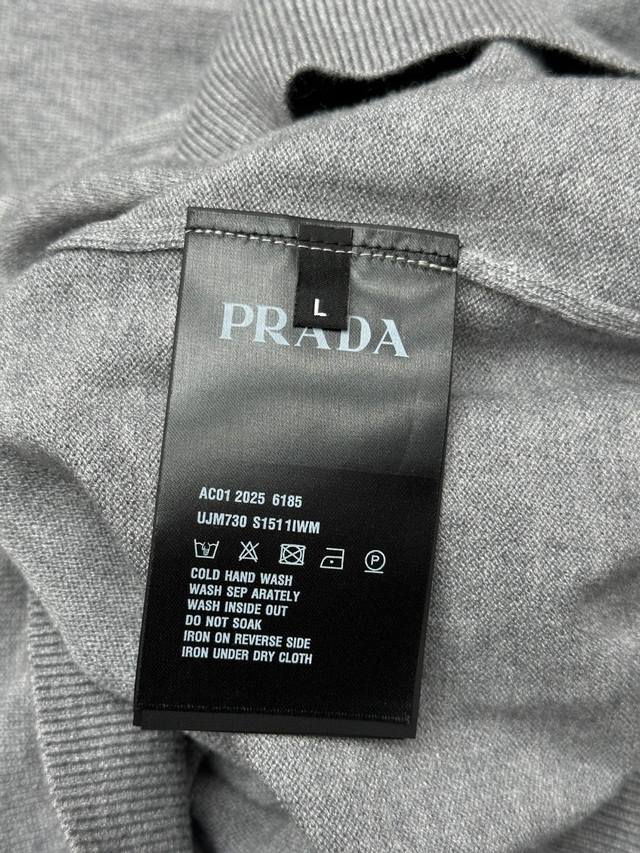 L
PRADA
AC01 2025 6185
UJM730 S1511IWM
P
COLD HAND WASH
WASH SEP ARATELY
WASH INSIDE OUT
DO NOT SOAK
IRON ON REVERSE SIDE
IRON UNDER DRY CLOTH